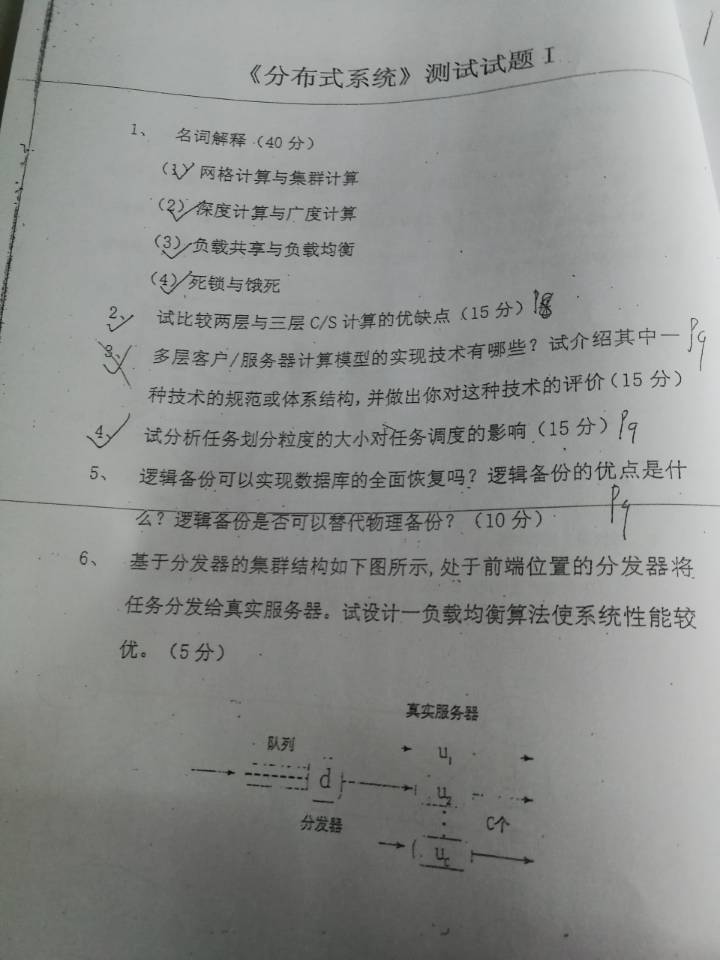 《分布式系统》测试试题 I
1、 名词解释(40分)
(1) 网格计算与集群计算
(2) 深度计算与广度计算
(3) 负载共享与负载均衡
(4) 死锁与饿死
2、 试比较两层与三层 C/S 计算的优缺点(15分)
3、 多层客户/服务器计算模型的实现技术有哪些? 试介绍其中一
种技术的规范或体系结构,并做出你对这种技术的评价(15 分)
4、 试分析任务划分粒度的大小对任务调度的影响(15分) P9
5、 逻辑备份可以实现数据库的全面恢复吗? 逻辑备份的优点是什
么? 逻辑备份是否可以替代物理备份? (10分) P9
6、 基于分发器的集群结构如下图所示,处于前端位置的分发器将
任务分发给真实服务器。试设计一负载均衡算法使系统性能较
优。(5分)
真实服务器
队列
u1
d
u2
分发器
C个
uc